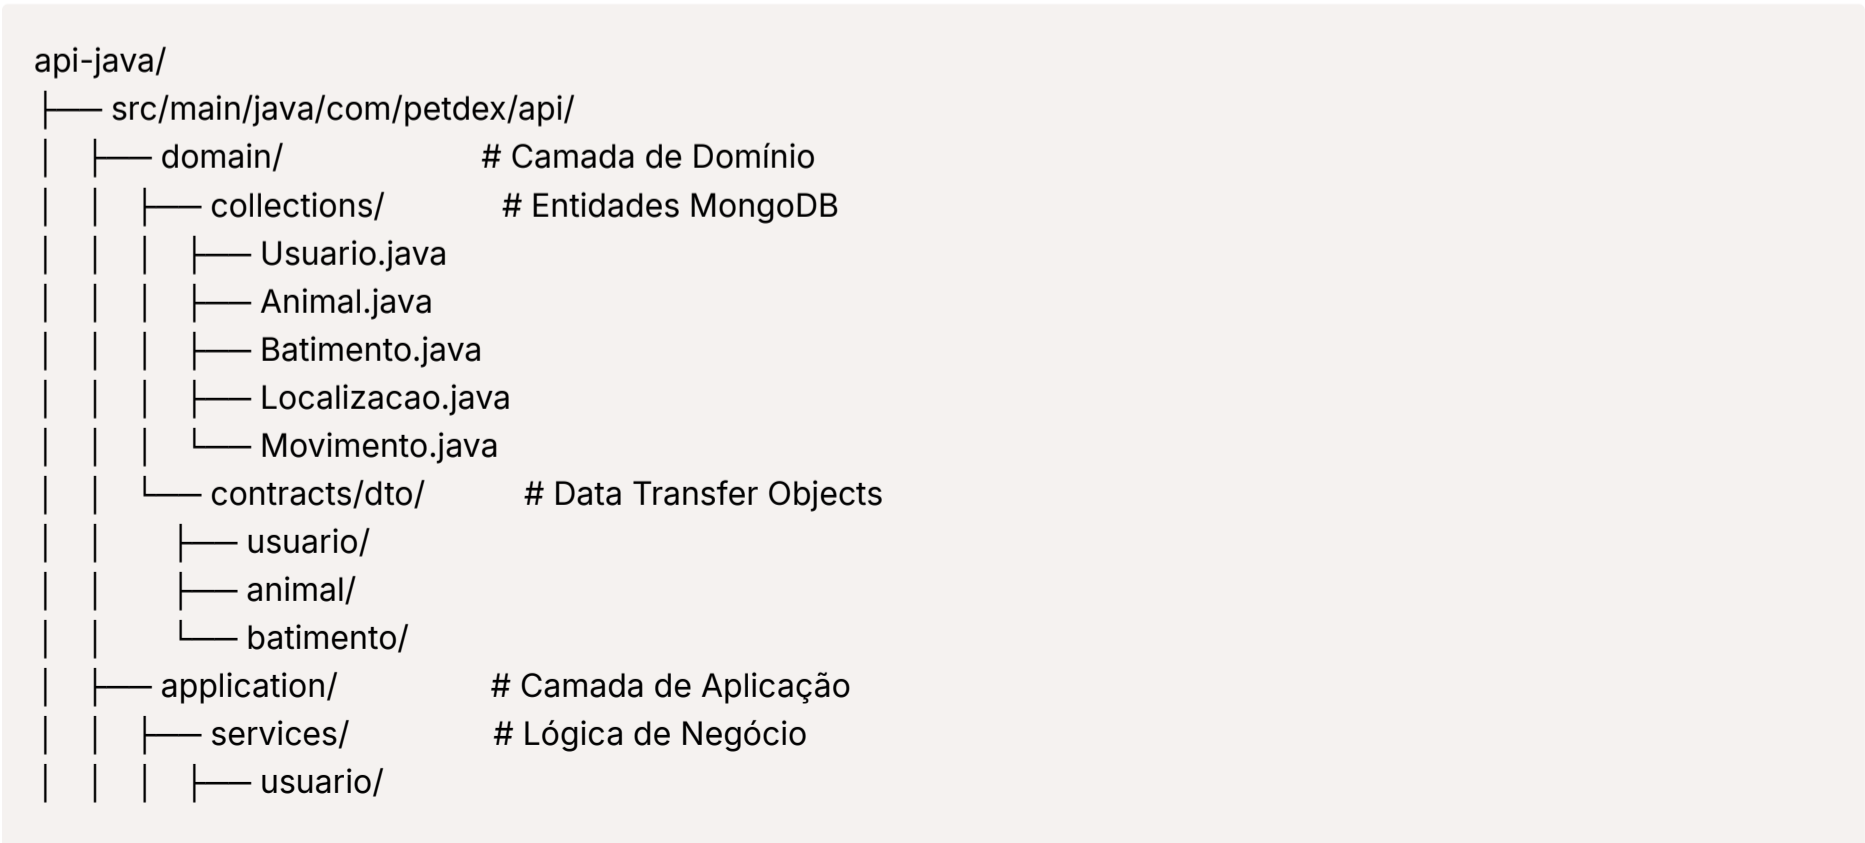 api-java/
├── src/main/java/com/petdex/api/
│   ├── domain/                    # Camada de Domínio
│   │   ├── collections/            # Entidades MongoDB
│   │   │   ├── Usuario.java
│   │   │   ├── Animal.java
│   │   │   ├── Batimento.java
│   │   │   ├── Localizacao.java
│   │   │   └── Movimento.java
│   │   └── contracts/dto/          # Data Transfer Objects
│   │       ├── usuario/
│   │       ├── animal/
│   │       └── batimento/
│   ├── application/               # Camada de Aplicação
│   │   ├── services/               # Lógica de Negócio
│   │   │   ├── usuario/